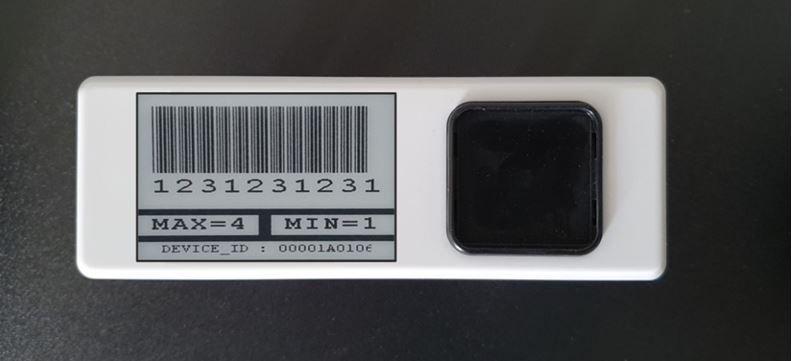 1231231231
MAX=4 MIN=1
DEVICE_ID : 00001A0106